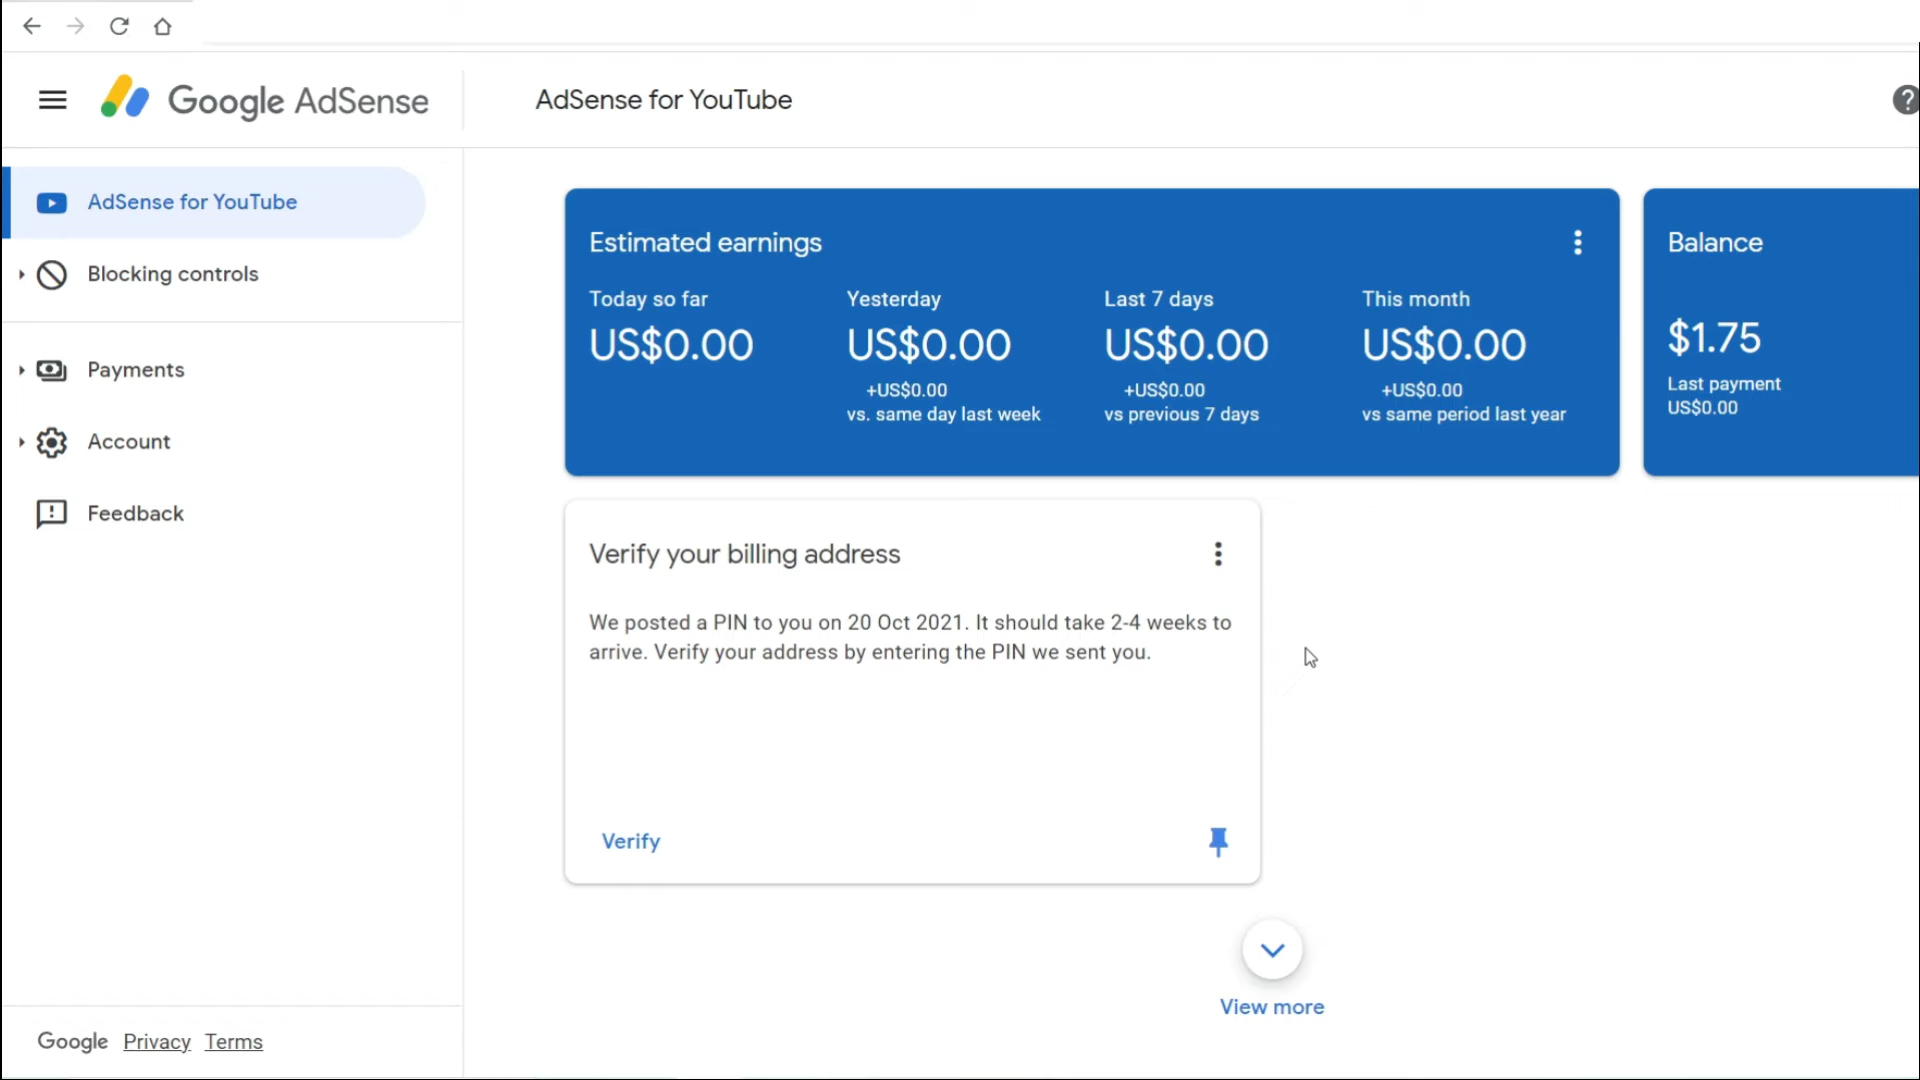 Google AdSense
AdSense for YouTube
?
AdSense for YouTube
Blocking controls
Payments
Account
Feedback
Google Privacy Terms
Estimated earnings
Today so far
US$0.00
Yesterday
US$0.00
+US$0.00
vs. same day last week
Last 7 days
US$0.00
+US$0.00
vs previous 7 days
This month
US$0.00
+US$0.00
vs same period last year
Balance
$1.75
Last payment
US$0.00
Verify your billing address
We posted a PIN to you on 20 Oct 2021. It should take 2-4 weeks to
arrive. Verify your address by entering the PIN we sent you.
Verify
View more